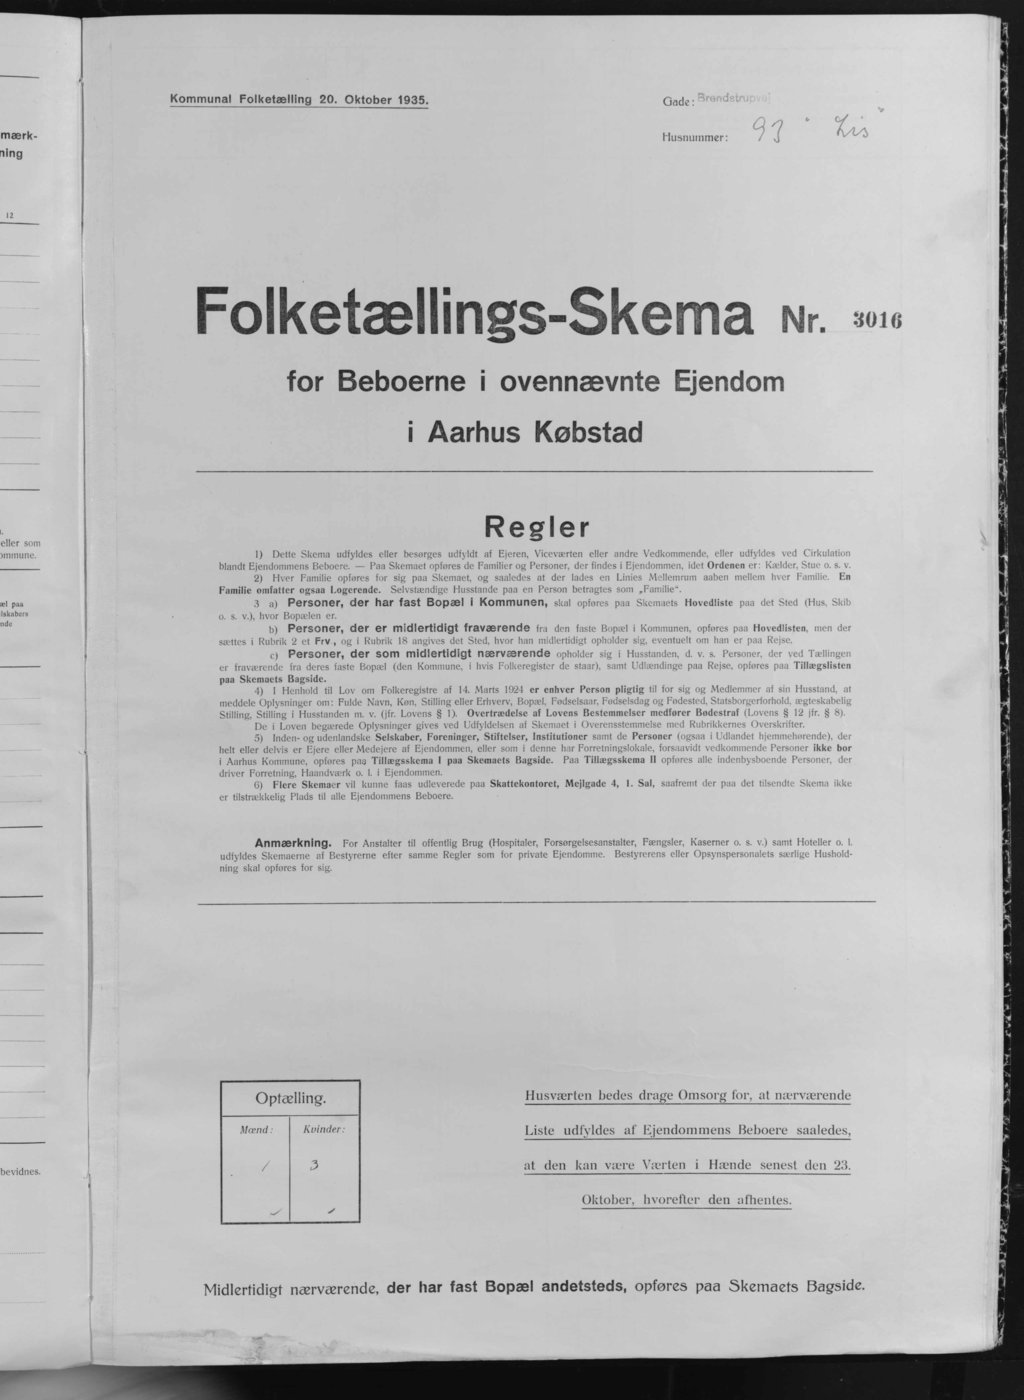 mærk-
ning
12
eller som
ommune.
el paa
elskabers
bevidnes.
Kommunal Folketælling 20. Oktober 1935.
Gade: Brendstrupvej
Husnummer: 93 " Lis "
Folketællings-Skema Nr. 3016
for Beboerne i ovennævnte Ejendom
i Aarhus Købstad
Regler
1) Dette Skema udfyldes eller besørges udfyldt af Ejeren, Viceværten eller andre Vedkommende, eller udfyldes ved Cirkulation
blandt Ejendommens Beboere. — Paa Skemaet opføres de Familier og Personer, der findes i Ejendommen, idet Ordenen er: Kælder, Stue o. s. v.
2) Hver Familie opføres for sig paa Skemaet, og saaledes at der lades en Linies Mellemrum aaben mellem hver Familie. En
Familie omfatter ogsaa Logerende. Selvstændige Husstande paa en Person betragtes som „Familie".
3 a) Personer, der har fast Bopæl i Kommunen, skal opføres paa Skemaets Hovedliste paa det Sted (Hus, Skib
o. s. v.), hvor Bopælen er.
b) Personer, der er midlertidigt fraværende fra den faste Bopæl i Kommunen, opføres paa Hovedlisten, men der
sættes i Rubrik 2 et Frv., og i Rubrik 18 angives det Sted, hvor han midlertidigt opholder sig, eventuelt om han er paa Rejse.
c) Personer, der som midlertidigt nærværende opholder sig i Husstanden, d. v. s. Personer, der ved Tællingen
er fraværende fra deres faste Bopæl (den Kommune, i hvis Folkeregister de staar), samt Udlændinge paa Rejse, opføres paa Tillægslisten
paa Skemaets Bagside.
4) I Henhold til Lov om Folkeregistre af 14. Marts 1924 er enhver Person pligtig til for sig og Medlemmer af sin Husstand, at
meddele Oplysninger om: Fulde Navn, Køn, Stilling eller Erhverv, Bopæl, Fødselsaar, Fødselsdag og Fødested, Statsborgerforhold, ægteskabelig
Stilling, Stilling i Husstanden m. v. (jfr. Lovens § 1). Overtrædelse af Lovens Bestemmelser medfører Bødestraf (Lovens § 12 jfr. § 8).
De i Loven begærede Oplysninger gives ved Udfyldelsen af Skemaet i Overensstemmelse med Rubrikkernes Overskrifter.
5) Inden- og udenlandske Selskaber, Foreninger, Stiftelser, Institutioner samt de Personer (ogsaa i Udlandet hjemmehørende), der
helt eller delvis er Ejere eller Medejere af Ejendommen, eller som i denne har Forretningslokale, forsaavidt vedkommende Personer ikke bor
i Aarhus Kommune, opføres paa Tillægsskema I paa Skemaets Bagside. Paa Tillægsskema II opføres alle indenbysboende Personer, der
driver Forretning, Haandværk o. l. i Ejendommen.
6) Flere Skemaer vil kunne faas udleverede paa Skattekontoret, Mejlgade 4, 1. Sal, saafremt der paa det tilsendte Skema ikke
er tilstrækkelig Plads til alle Ejendommens Beboere.
Anmærkning. For Anstalter til offentlig Brug (Hospitaler, Forsørgelsesanstalter, Fængsler, Kaserner o. s. v.) samt Hoteller o. l.
udfyldes Skemaerne af Bestyrerne efter samme Regler som for private Ejendomme. Bestyrerens eller Opsynspersonalets særlige Hushold-
ning skal opføres for sig.
Optælling.
Mænd: Kvinder:
1 3
Husværten bedes drage Omsorg for, at nærværende
Liste udfyldes af Ejendommens Beboere saaledes,
at den kan være Værten i Hænde senest den 23.
Oktober, hvorefter den afhentes.
Midlertidigt nærværende, der har fast Bopæl andetsteds, opføres paa Skemaets Bagside.